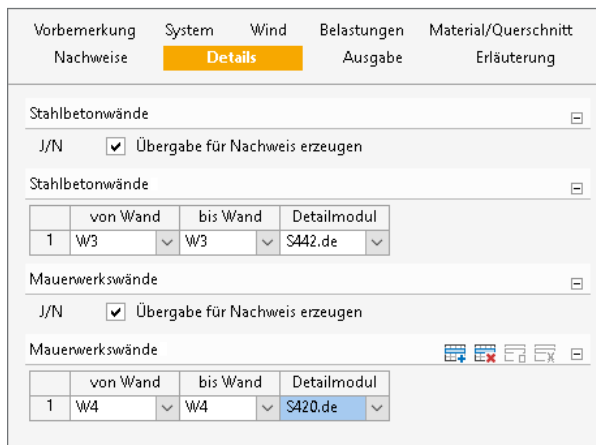 Vorbemerkung System Wind Belastungen Material/Querschnitt
Nachweise Details Ausgabe Erläuterung
Stahlbetonwände
J/N Übergabe für Nachweis erzeugen
Stahlbetonwände
von Wand bis Wand Detailmodul
1 W3 W3 S442.de
Mauerwerkswände
J/N Übergabe für Nachweis erzeugen
Mauerwerkswände
von Wand bis Wand Detailmodul
1 W4 W4 S420.de